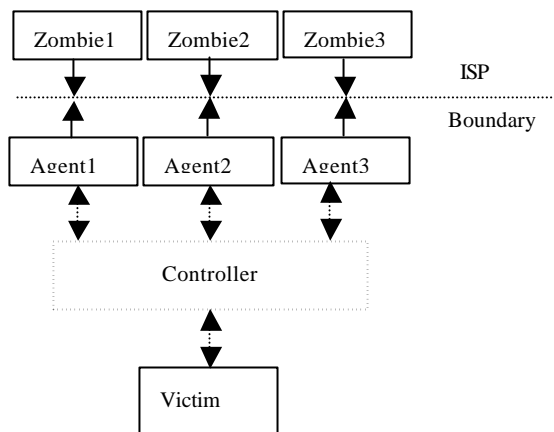 Zombie1 Zombie2 Zombie3
ISP
Boundary
Agent1 Agent2 Agent3
Controller
Victim